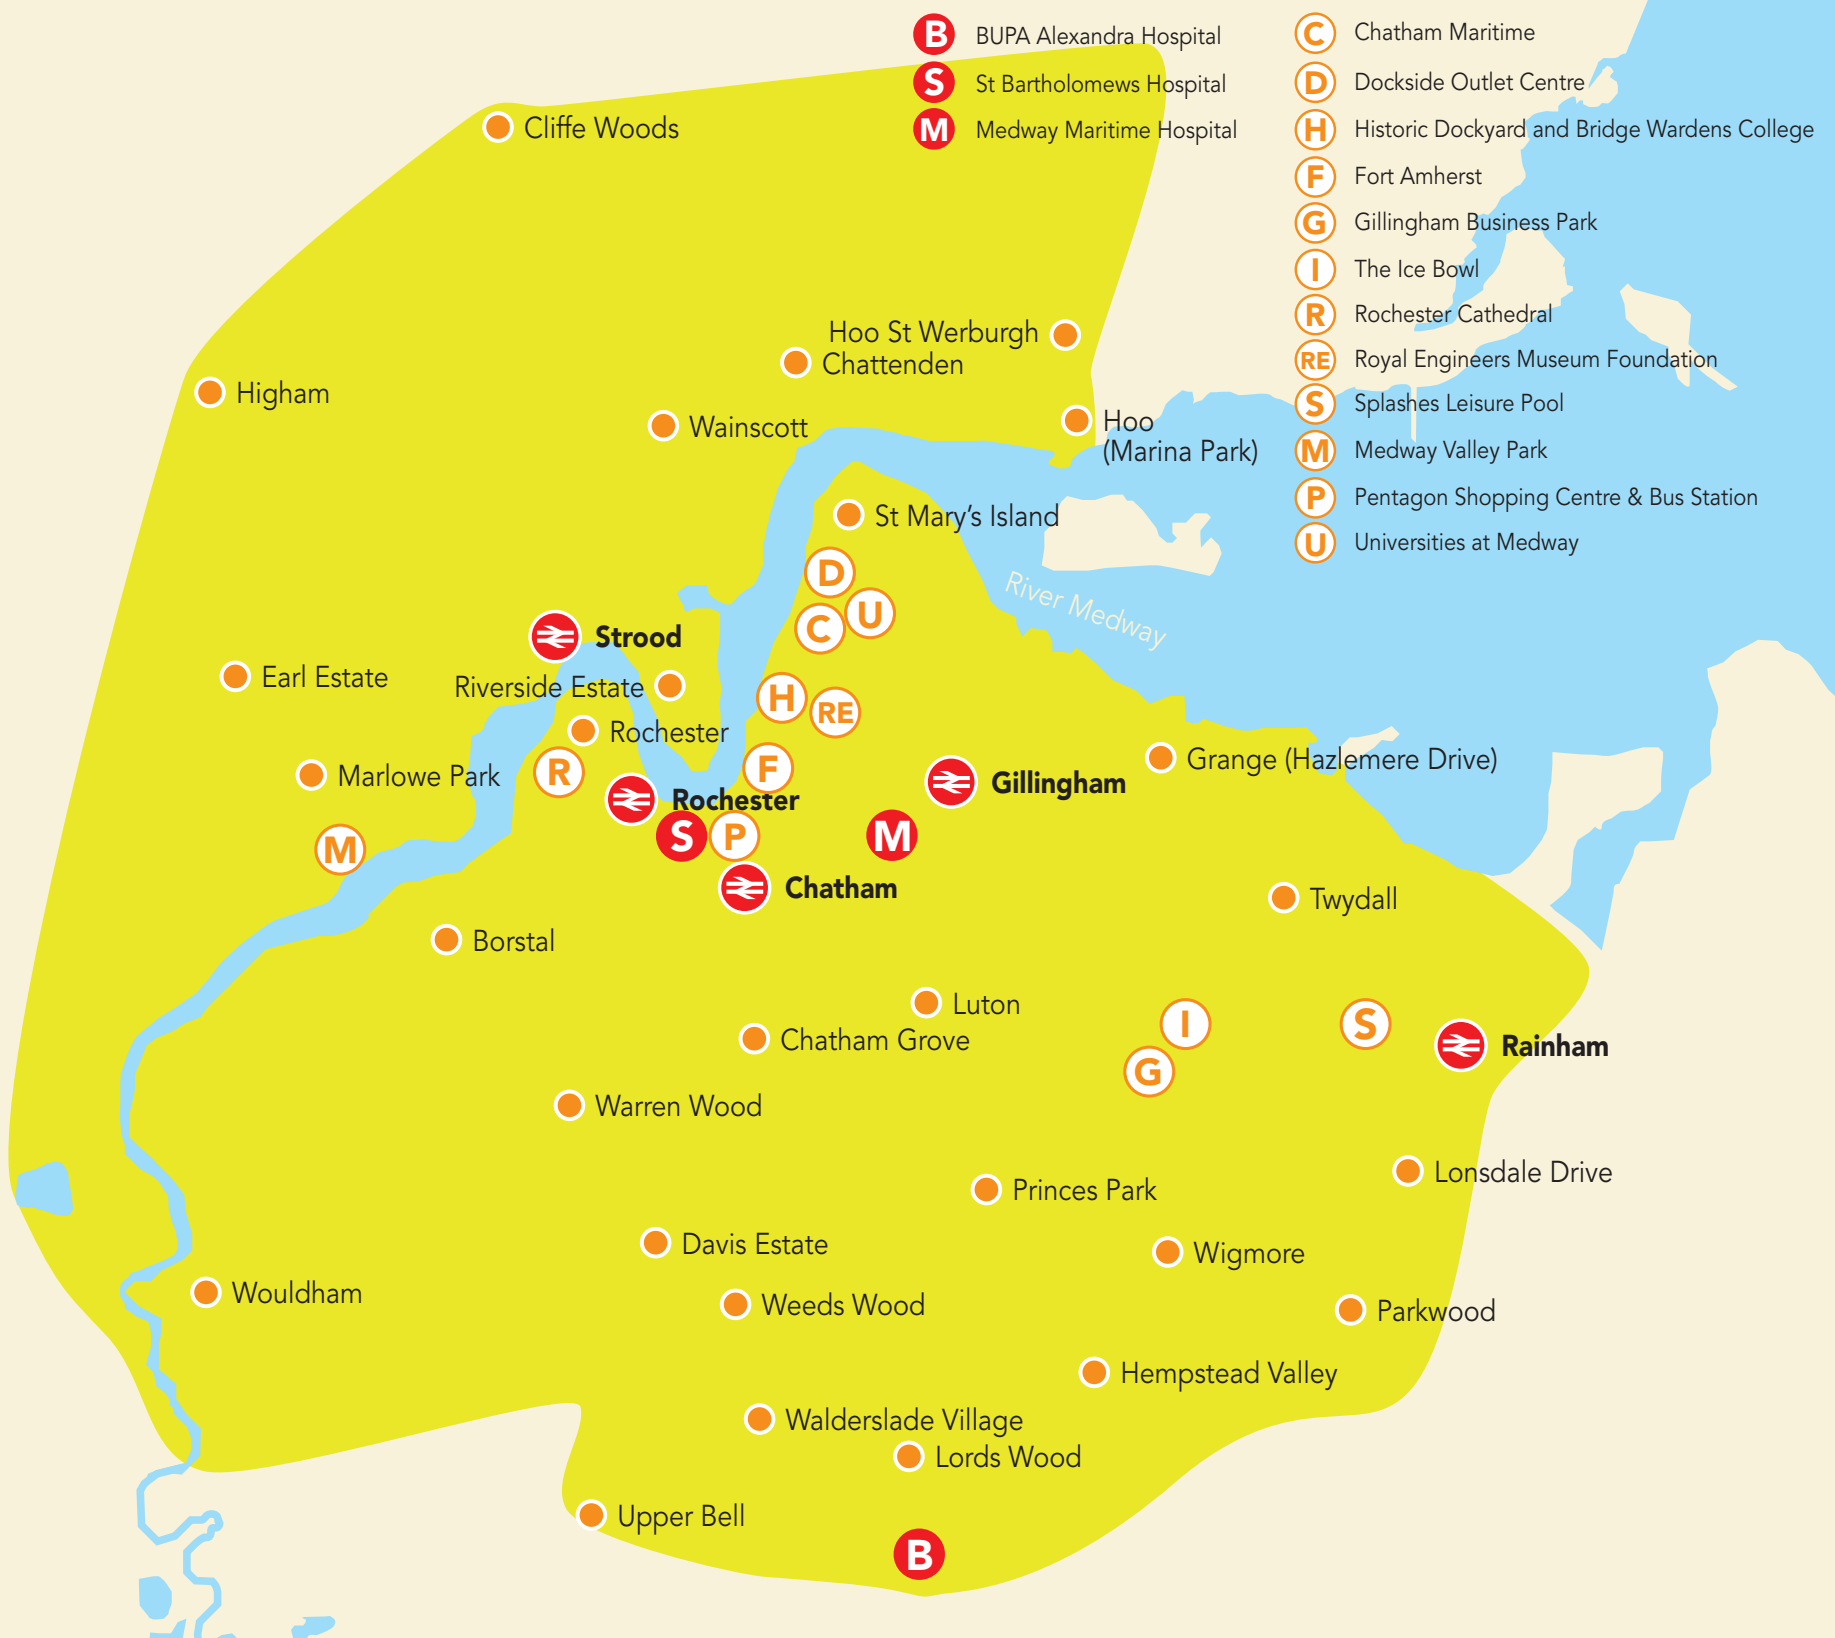 B BUPA Alexandra Hospital
S St Bartholomews Hospital
M Medway Maritime Hospital
C Chatham Maritime
D Dockside Outlet Centre
H Historic Dockyard and Bridge Wardens College
F Fort Amherst
G Gillingham Business Park
I The Ice Bowl
R Rochester Cathedral
RE Royal Engineers Museum Foundation
S Splashes Leisure Pool
M Medway Valley Park
P Pentagon Shopping Centre & Bus Station
U Universities at Medway
Cliffe Woods
Hoo St Werburgh
Chattenden
Higham
Wainscott
Hoo
(Marina Park)
St Mary's Island
D
U
C
River Medway
Strood
Earl Estate
Riverside Estate
H
RE
Rochester
Marlowe Park
R
F
Gillingham
Grange (Hazlemere Drive)
Rochester
M
S
P
M
Chatham
Twydall
Borstal
Luton
Chatham Grove
I
S
Rainham
G
Warren Wood
Lonsdale Drive
Princes Park
Davis Estate
Wigmore
Wouldham
Weeds Wood
Parkwood
Hempstead Valley
Walderslade Village
Lords Wood
Upper Bell
B